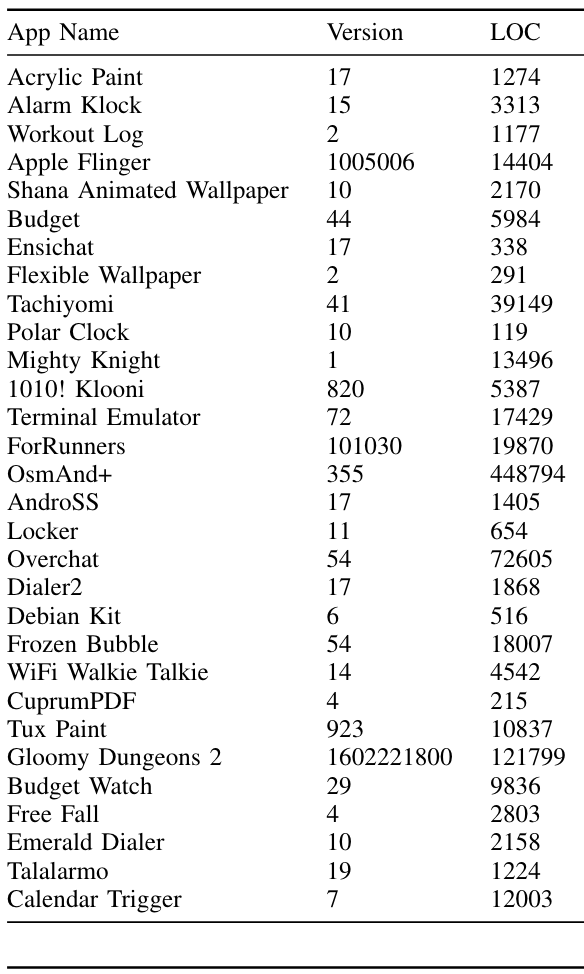 App Name Version LOC
Acrylic Paint 17 1274
Alarm Klock 15 3313
Workout Log 2 1177
Apple Flinger 1005006 14404
Shana Animated Wallpaper 10 2170
Budget 44 5984
Ensichat 17 338
Flexible Wallpaper 2 291
Tachiyomi 41 39149
Polar Clock 10 119
Mighty Knight 1 13496
1010! Klooni 820 5387
Terminal Emulator 72 17429
ForRunners 101030 19870
OsmAnd+ 355 448794
AndroSS 17 1405
Locker 11 654
Overchat 54 72605
Dialer2 17 1868
Debian Kit 6 516
Frozen Bubble 54 18007
WiFi Walkie Talkie 14 4542
CuprumPDF 4 215
Tux Paint 923 10837
Gloomy Dungeons 2 1602221800 121799
Budget Watch 29 9836
Free Fall 4 2803
Emerald Dialer 10 2158
Talalarmo 19 1224
Calendar Trigger 7 12003